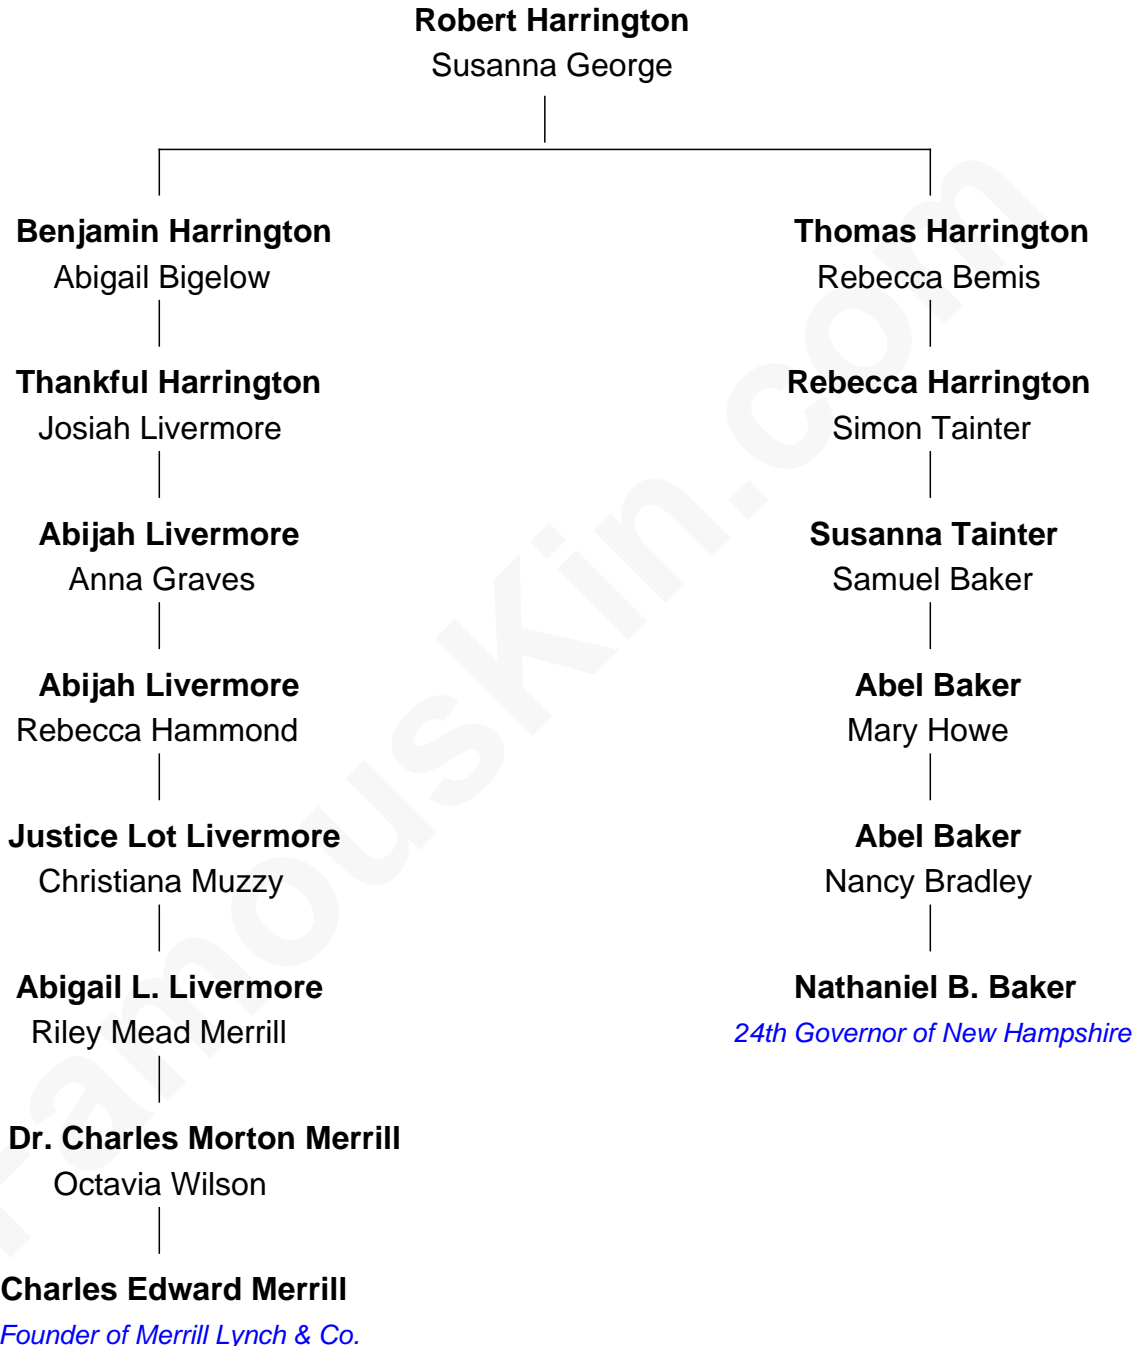 Robert Harrington
Susanna George
Benjamin Harrington
Abigail Bigelow
Thankful Harrington
Josiah Livermore
Abijah Livermore
Anna Graves
Abijah Livermore
Rebecca Hammond
Justice Lot Livermore
Christiana Muzzy
Abigail L. Livermore
Riley Mead Merrill
Dr. Charles Morton Merrill
Octavia Wilson
Charles Edward Merrill
Founder of Merrill Lynch & Co.
Thomas Harrington
Rebecca Bemis
Rebecca Harrington
Simon Tainter
Susanna Tainter
Samuel Baker
Abel Baker
Mary Howe
Abel Baker
Nancy Bradley
Nathaniel B. Baker
24th Governor of New Hampshire
FamousKin.com